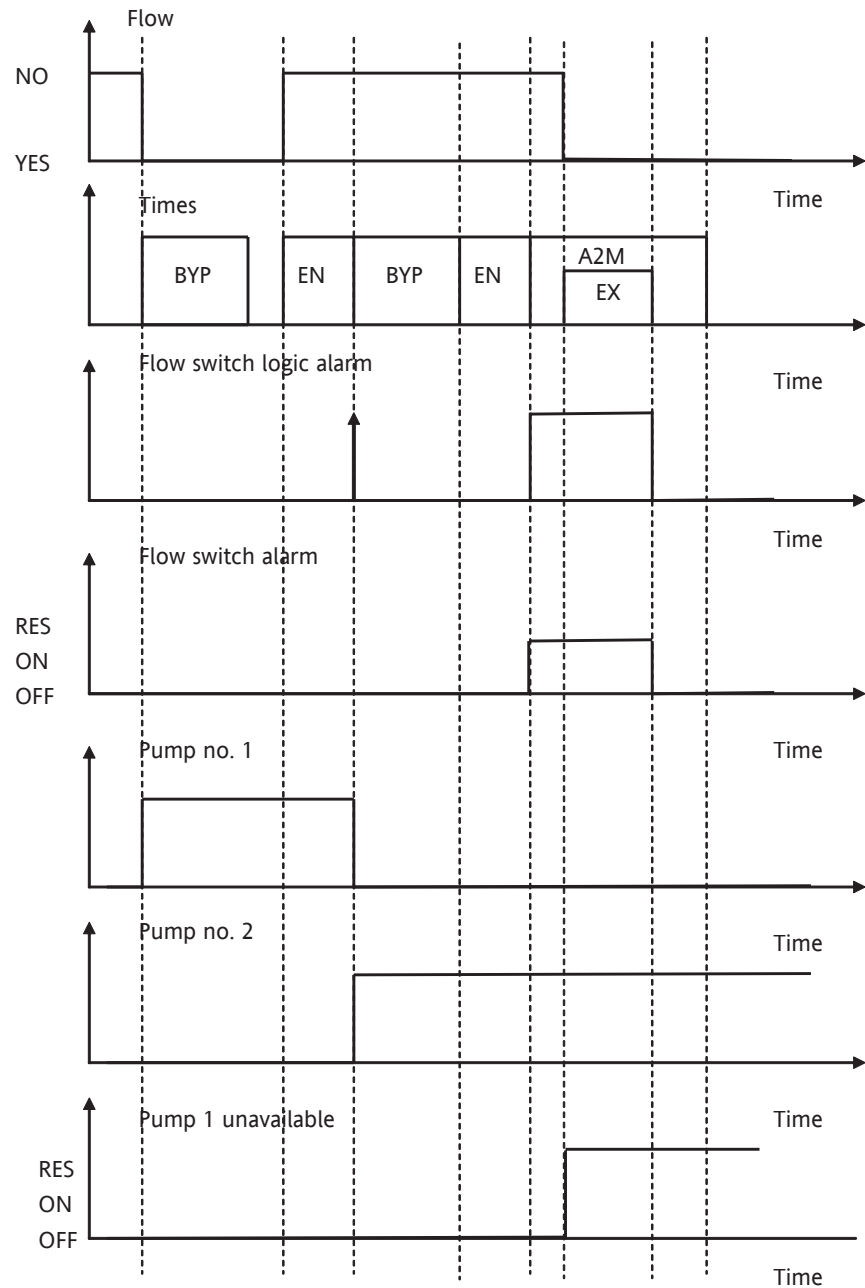 Flow
NO
YES
Time
Times
BYP
EN
BYP
EN
A2M
EX
Time
Flow switch logic alarm
Time
Flow switch alarm
RES
ON
OFF
Time
Pump no. 1
Time
Pump no. 2
Time
Pump 1 unavailable
RES
ON
OFF
Time